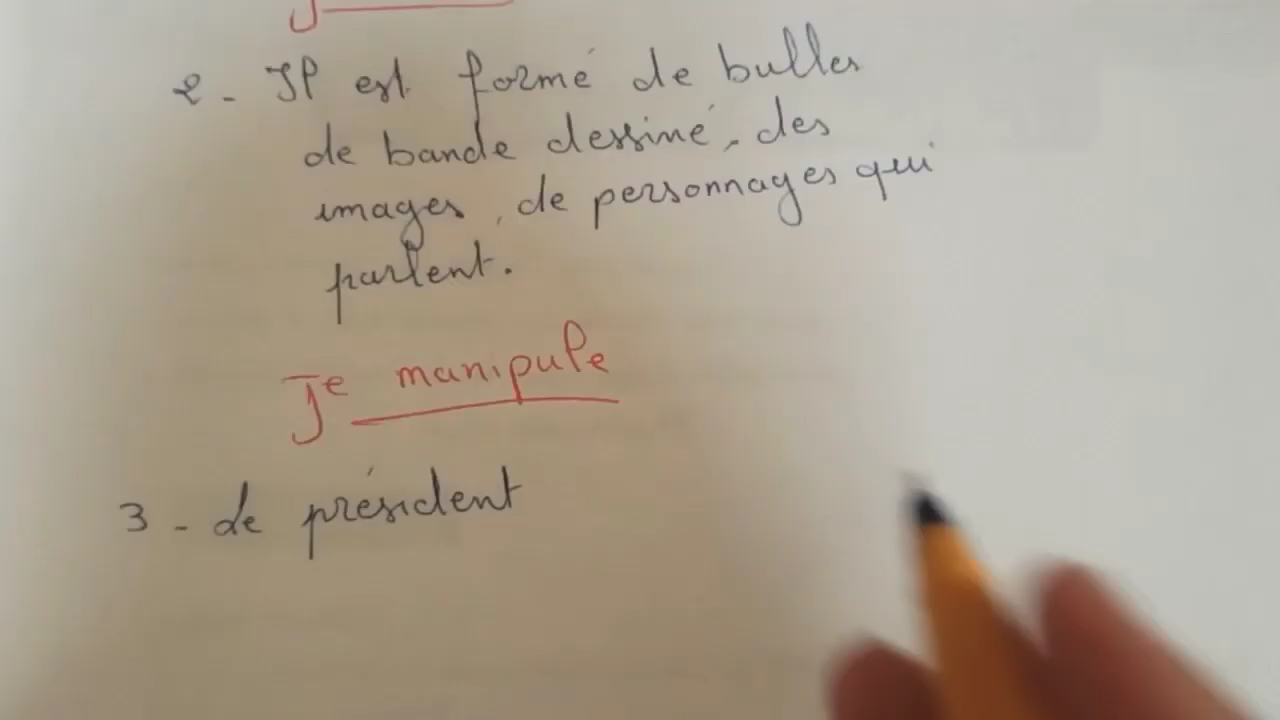 2 - Il est formé de bulles
de bande dessiné, des
images, de personnages qui
parlent.
Je manipule
3 - Le président